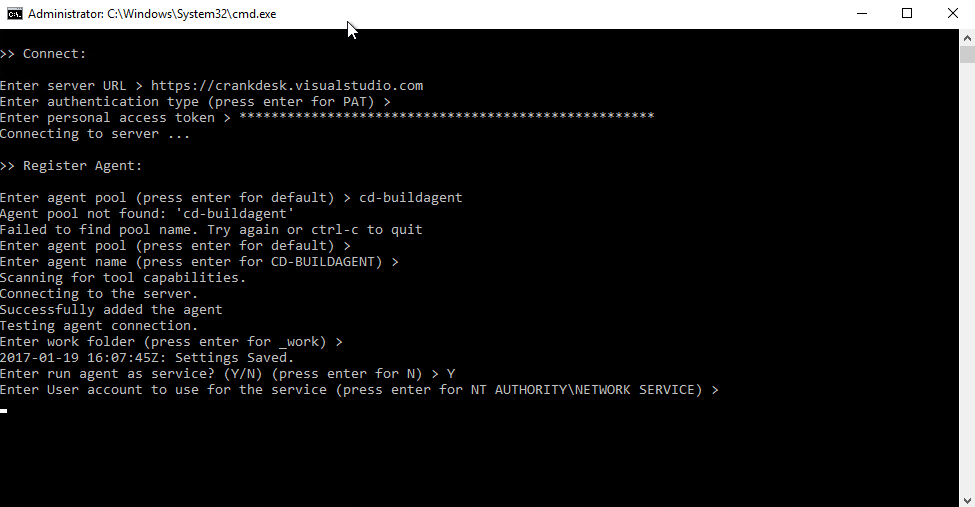 Administrator: C:\Windows\System32\cmd.exe
>> Connect:
Enter server URL > https://crankdesk.visualstudio.com
Enter authentication type (press enter for PAT) >
Enter personal access token > ****************************************************
Connecting to server ...
>> Register Agent:
Enter agent pool (press enter for default) > cd-buildagent
Agent pool not found: 'cd-buildagent'
Failed to find pool name. Try again or ctrl-c to quit
Enter agent pool (press enter for default) >
Enter agent name (press enter for CD-BUILDAGENT) >
Scanning for tool capabilities.
Connecting to the server.
Successfully added the agent
Testing agent connection.
Enter work folder (press enter for _work) >
2017-01-19 16:07:45Z: Settings Saved.
Enter run agent as service? (Y/N) (press enter for N) > Y
Enter User account to use for the service (press enter for NT AUTHORITY\NETWORK SERVICE) >